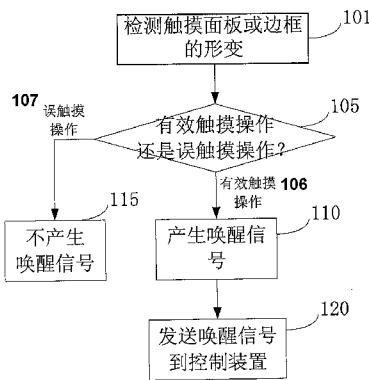 检测触摸面板或边框
的形变
101
107
误触摸
操作
105
有效触摸操作
还是误触摸操作?
有效触摸
操作
106
115
110
不产生
唤醒信号
产生唤醒信
号
120
发送唤醒信号
到控制装置